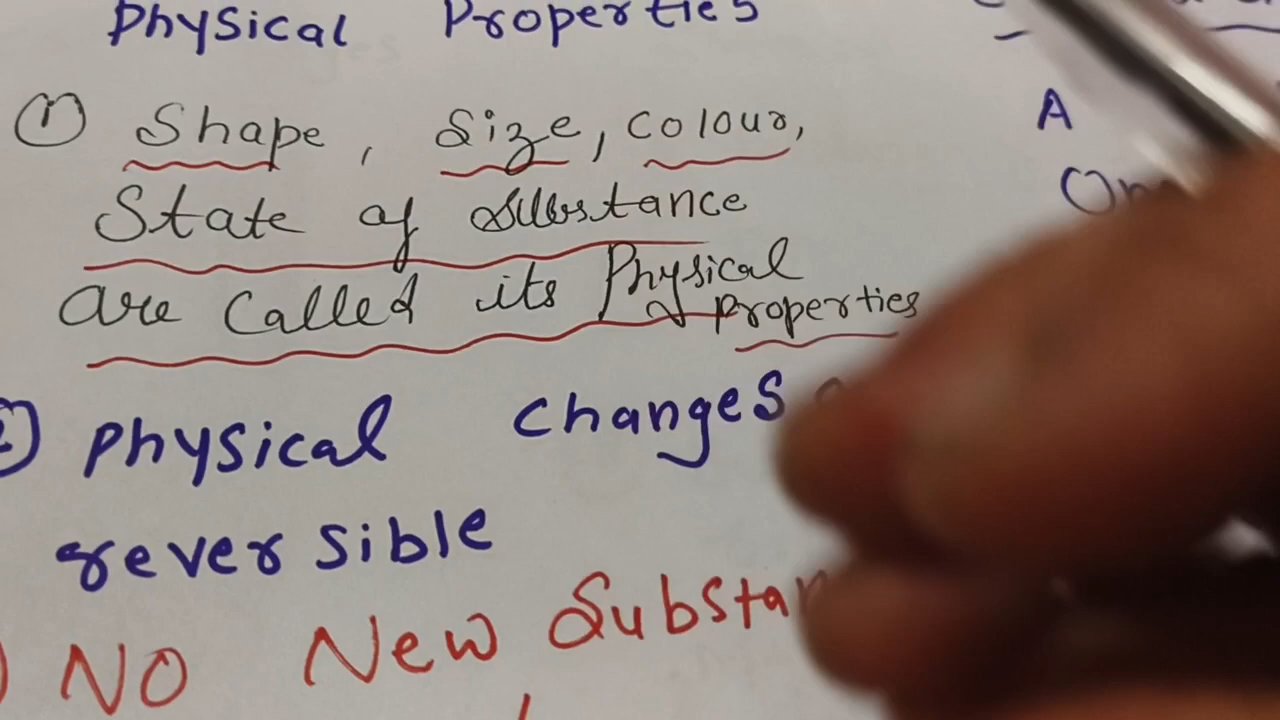 Physical Properties
① Shape, Size, Colour,
State of Substance
are Called its Physical
Properties
Physical changes
reversible
NO New
A